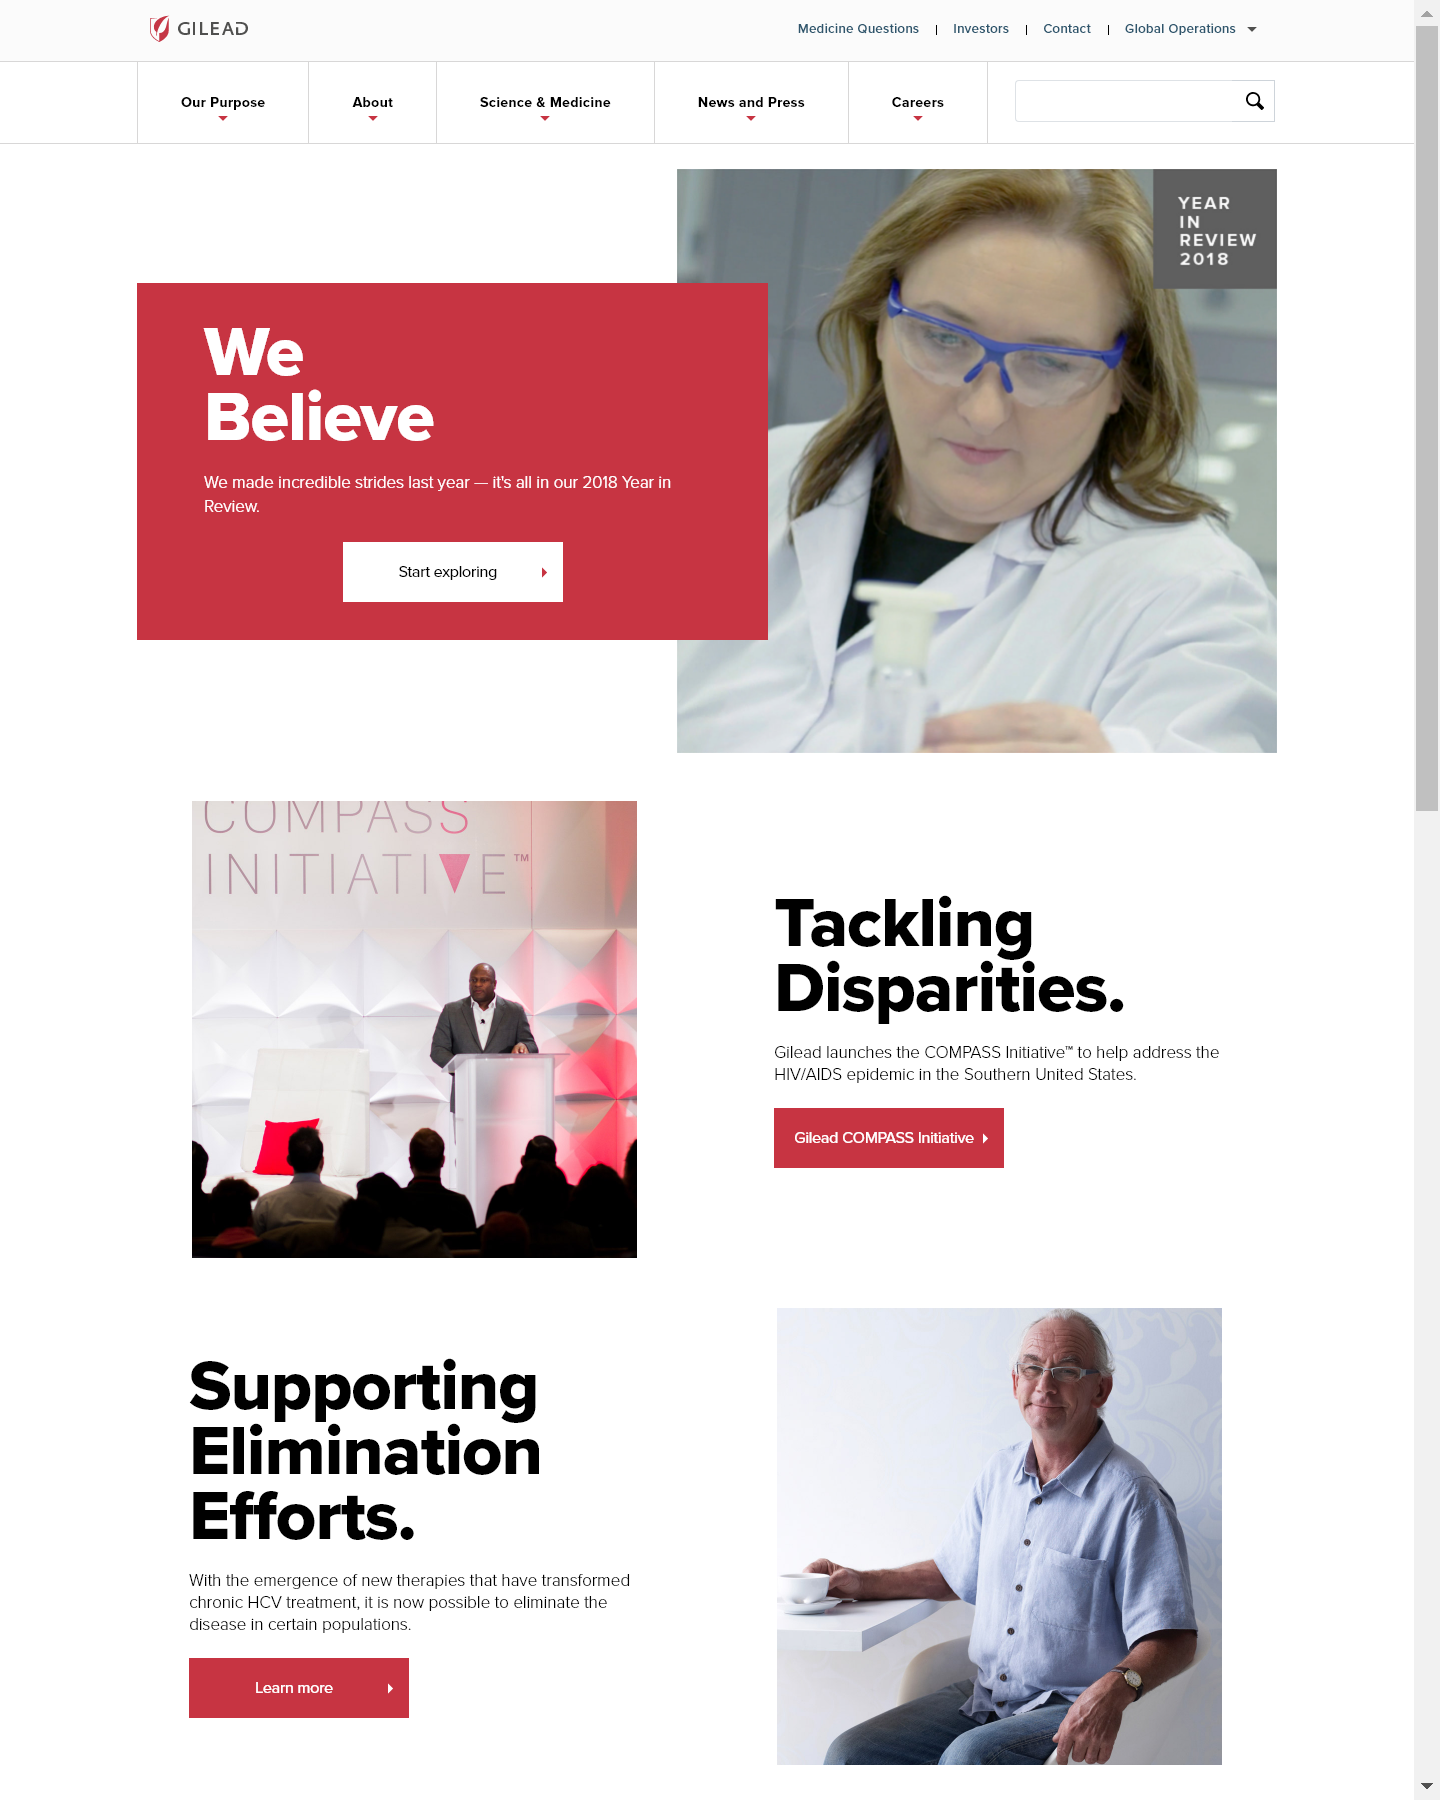 GILEAD
Medicine Questions
Investors
Contact
Global Operations
Our Purpose
About
Science & Medicine
News and Press
Careers
YEAR
IN
REVIEW
2018
We
Believe
We made incredible strides last year — it's all in our 2018 Year in
Review.
Start exploring
COMPASS
INITIATIVE™
Tackling
Disparities.
Gilead launches the COMPASS Initiative™ to help address the
HIV/AIDS epidemic in the Southern United States.
Gilead COMPASS Initiative
Supporting
Elimination
Efforts.
With the emergence of new therapies that have transformed
chronic HCV treatment, it is now possible to eliminate the
disease in certain populations.
Learn more